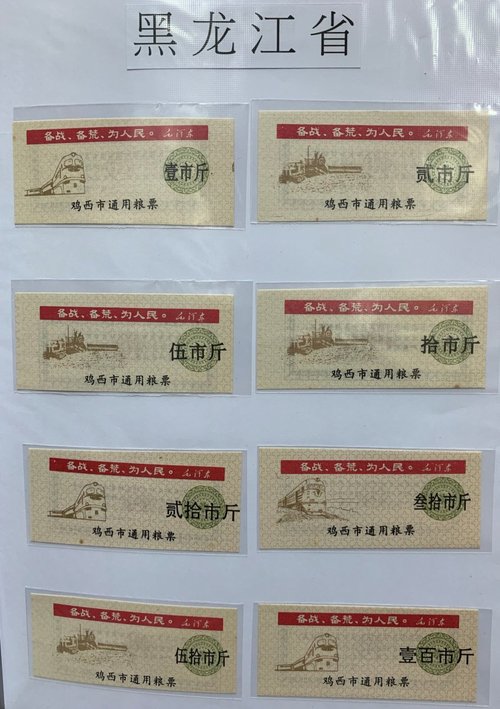 黑龙江省
备战、备荒、为人民。毛泽东
壹市斤
鸡西市通用粮票
备战、备荒、为人民。毛泽东
贰市斤
鸡西市通用粮票
备战、备荒、为人民。毛泽东
伍市斤
鸡西市通用粮票
备战、备荒、为人民。毛泽东
拾市斤
鸡西市通用粮票
备战、备荒、为人民。毛泽东
贰拾市斤
鸡西市通用粮票
备战、备荒、为人民。毛泽东
叁拾市斤
鸡西市通用粮票
备战、备荒、为人民。毛泽东
伍拾市斤
鸡西市通用粮票
备战、备荒、为人民。毛泽东
壹百市斤
鸡西市通用粮票